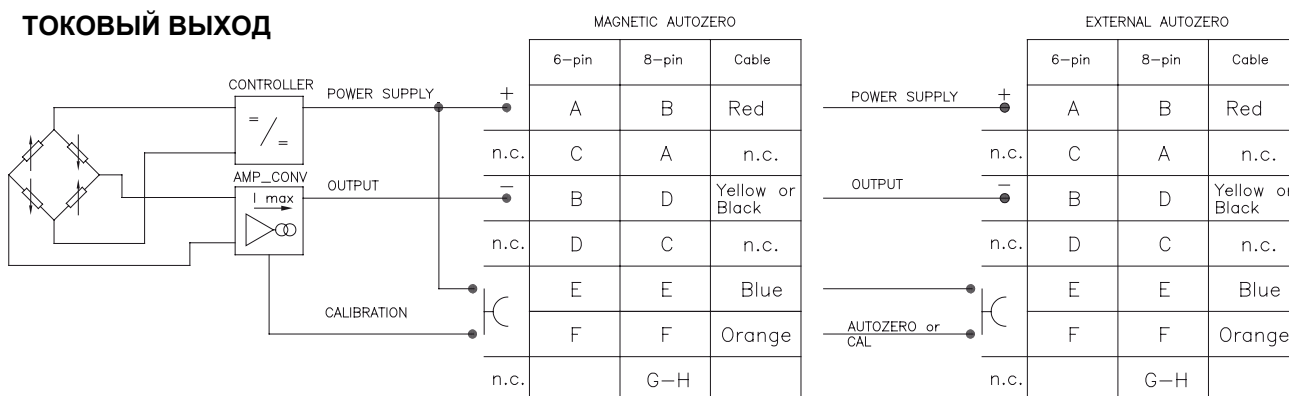 ТОКОВЫЙ ВЫХОД
MAGNETIC AUTOZERO
EXTERNAL AUTOZERO
6-pin 8-pin Cable
6-pin 8-pin Cable
CONTROLLER
=/=
POWER SUPPLY + A B Red
POWER SUPPLY + A B Red
n.c. C A n.c.
n.c. C A n.c.
AMP_CONV
I max
OUTPUT - B D Yellow or
Black
OUTPUT - B D Yellow or
Black
n.c. D C n.c.
n.c. D C n.c.
E E Blue
E E Blue
CALIBRATION F F Orange
AUTOZERO or
CAL
F F Orange
n.c. G-H
n.c. G-H